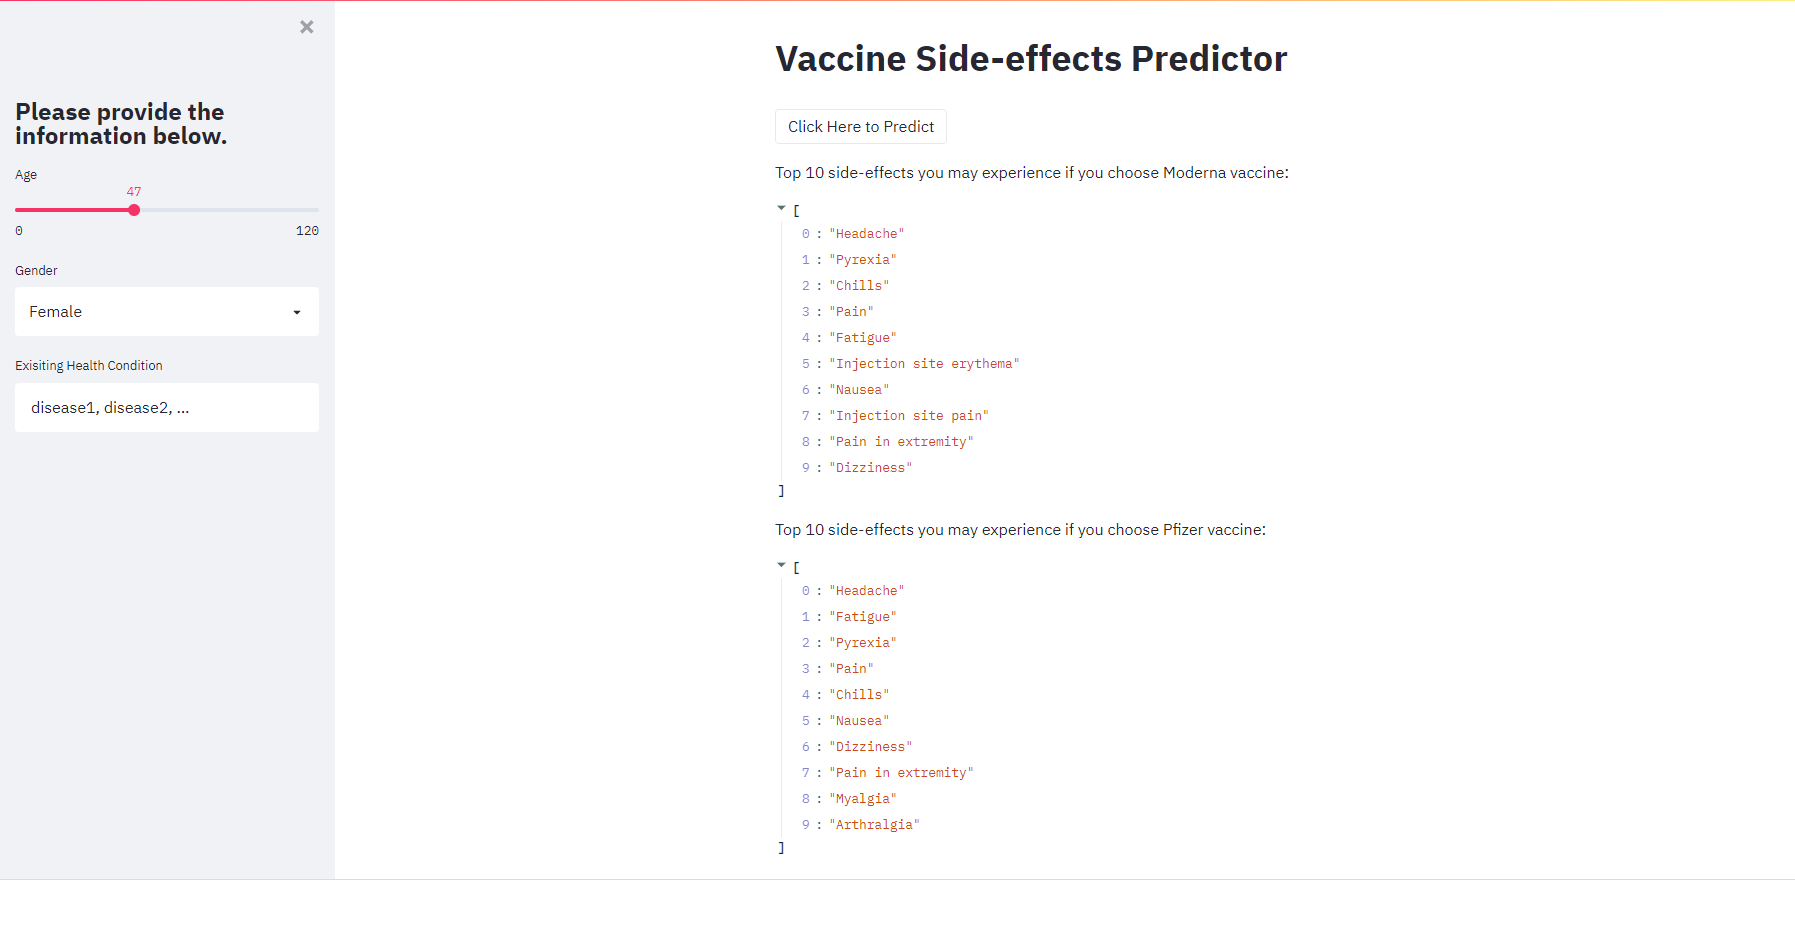 ×
Please provide the
information below.
Age
47
0 120
Gender
Female
Exisiting Health Condition
disease1, disease2, ...
Vaccine Side-effects Predictor
Click Here to Predict
Top 10 side-effects you may experience if you choose Moderna vaccine:
[
0 : "Headache"
1 : "Pyrexia"
2 : "Chills"
3 : "Pain"
4 : "Fatigue"
5 : "Injection site erythema"
6 : "Nausea"
7 : "Injection site pain"
8 : "Pain in extremity"
9 : "Dizziness"
]
Top 10 side-effects you may experience if you choose Pfizer vaccine:
[
0 : "Headache"
1 : "Fatigue"
2 : "Pyrexia"
3 : "Pain"
4 : "Chills"
5 : "Nausea"
6 : "Dizziness"
7 : "Pain in extremity"
8 : "Myalgia"
9 : "Arthralgia"
]